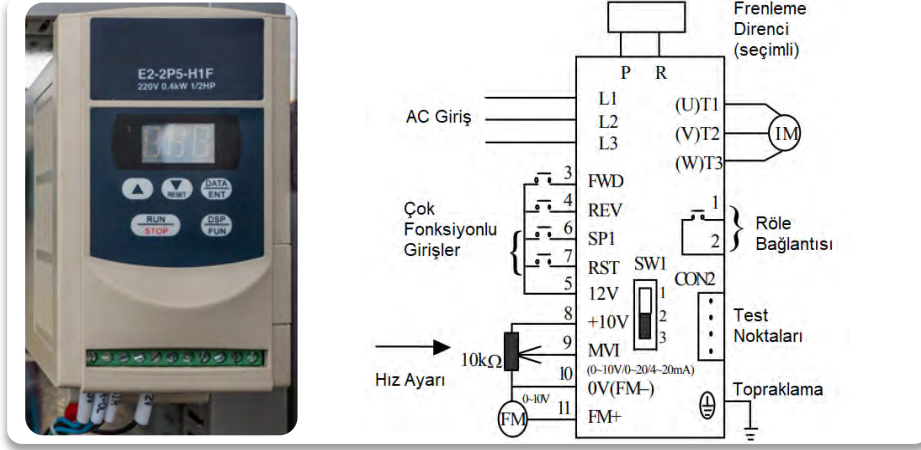 E2-2P5-H1F
220V 0.4kW 1/2HP
DATA
ENT
RESET
RUN
STOP
DSP
FUN
Frenleme
Direnci
(seçimli)
P R
AC Giriş
L1
L2
L3
(U)T1
(V)T2
(W)T3
IM
Çok
Fonksiyonlu
Girişler
3 FWD
4 REV
6 SP1
7 RST
5 12V
SW1
1
2
3
1
2
Röle
Bağlantısı
CON2
Test
Noktaları
Hız Ayarı
10kΩ
8 +10V
9 MVI
(0~10V/0~20/4~20mA)
10 0V(FM–)
0~10V
FM
11 FM+
Topraklama